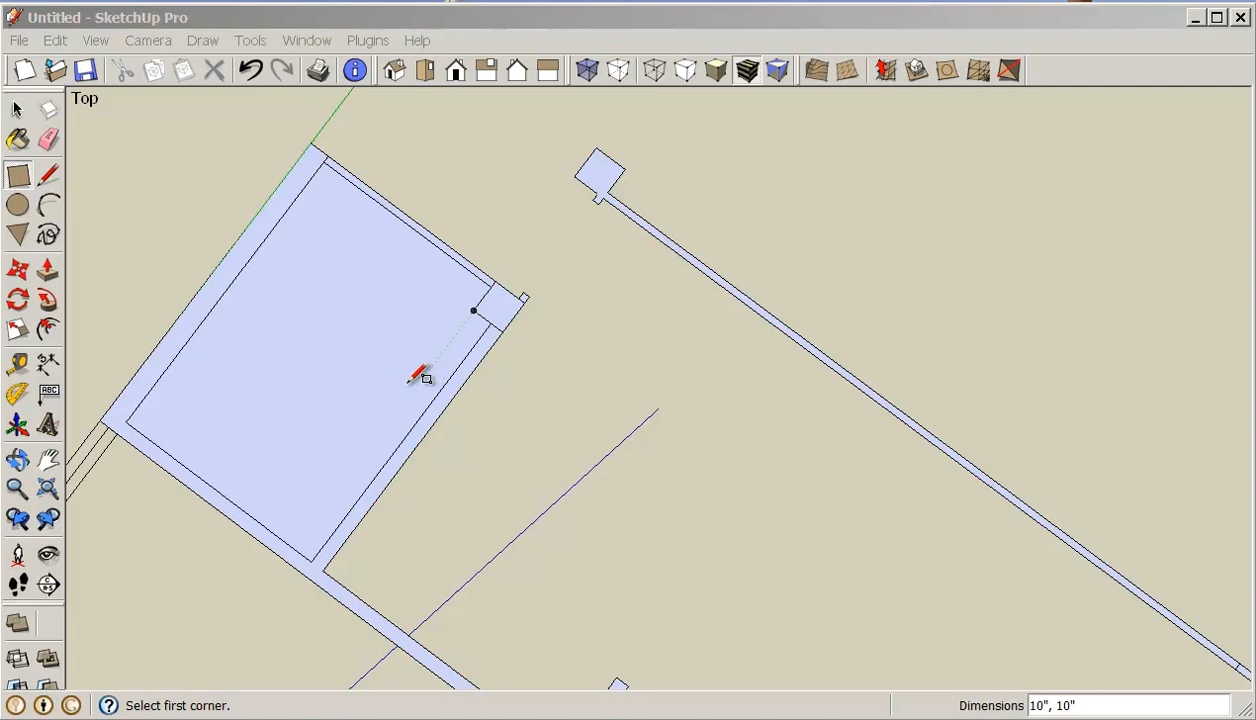 Untitled - SketchUp Pro
File Edit View Camera Draw Tools Window Plugins Help
Top
ABC
Select first corner.
Dimensions 10", 10"